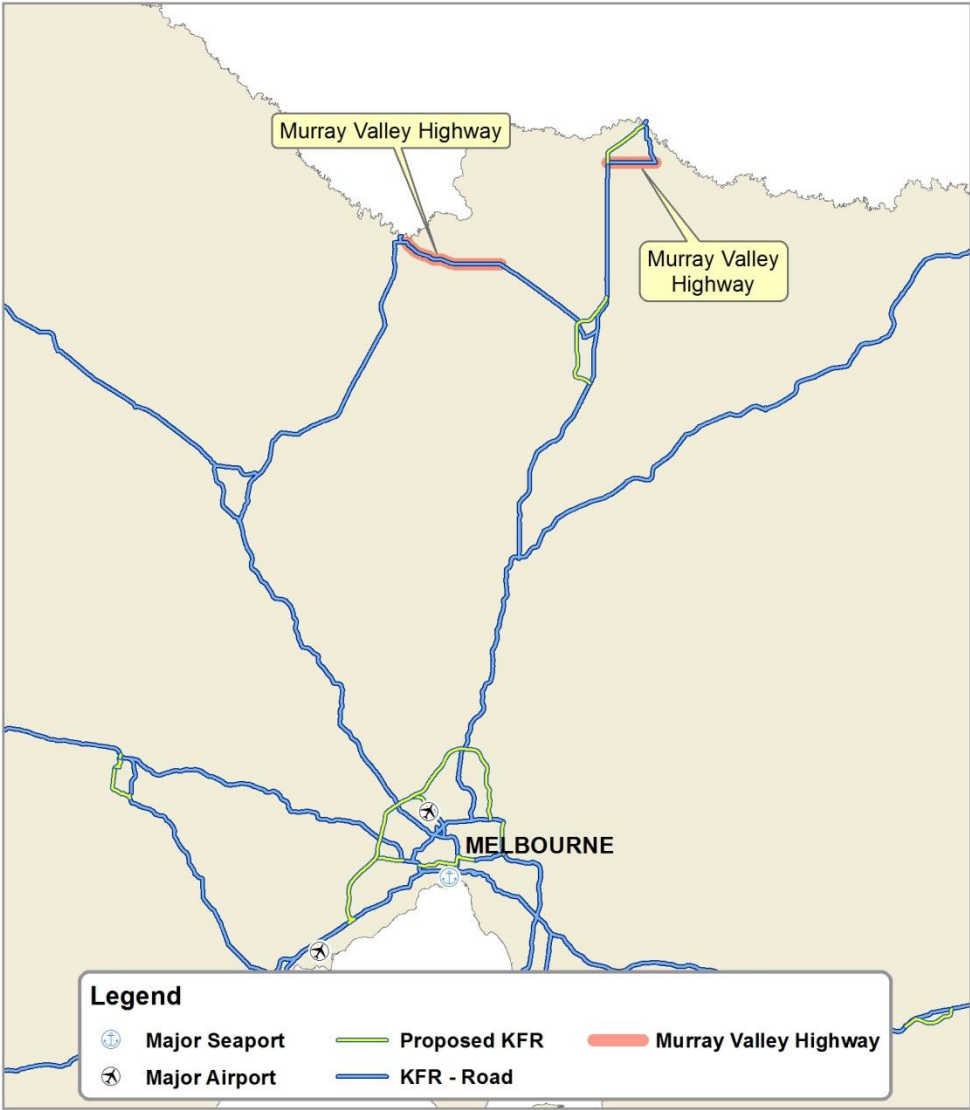 Murray Valley Highway
Murray Valley
Highway
MELBOURNE
Legend
Major Seaport
Proposed KFR
Murray Valley Highway
Major Airport
KFR - Road